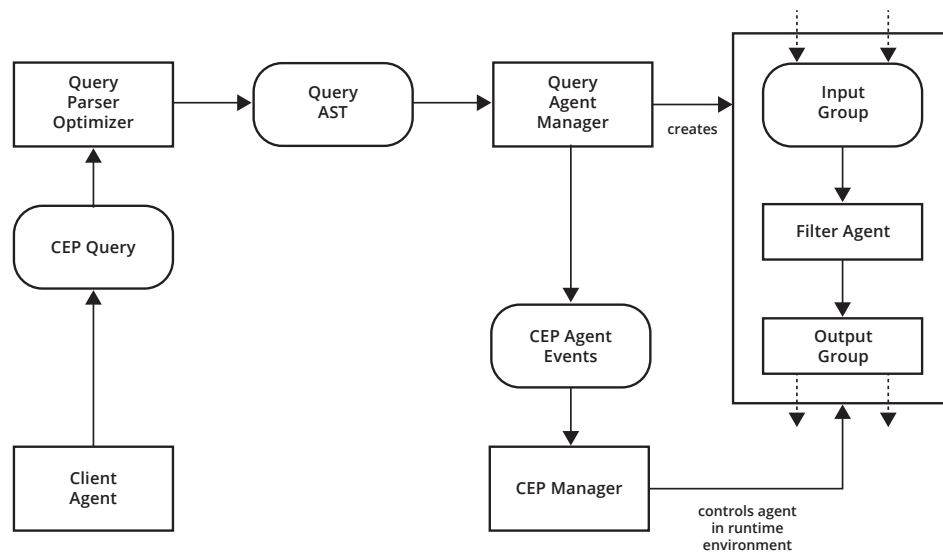 Query
Parser
Optimizer
Query
AST
Query
Agent
Manager
creates
Input
Group
CEP Query
Filter Agent
CEP Agent
Events
Output
Group
Client
Agent
CEP Manager
controls agent
in runtime
environment